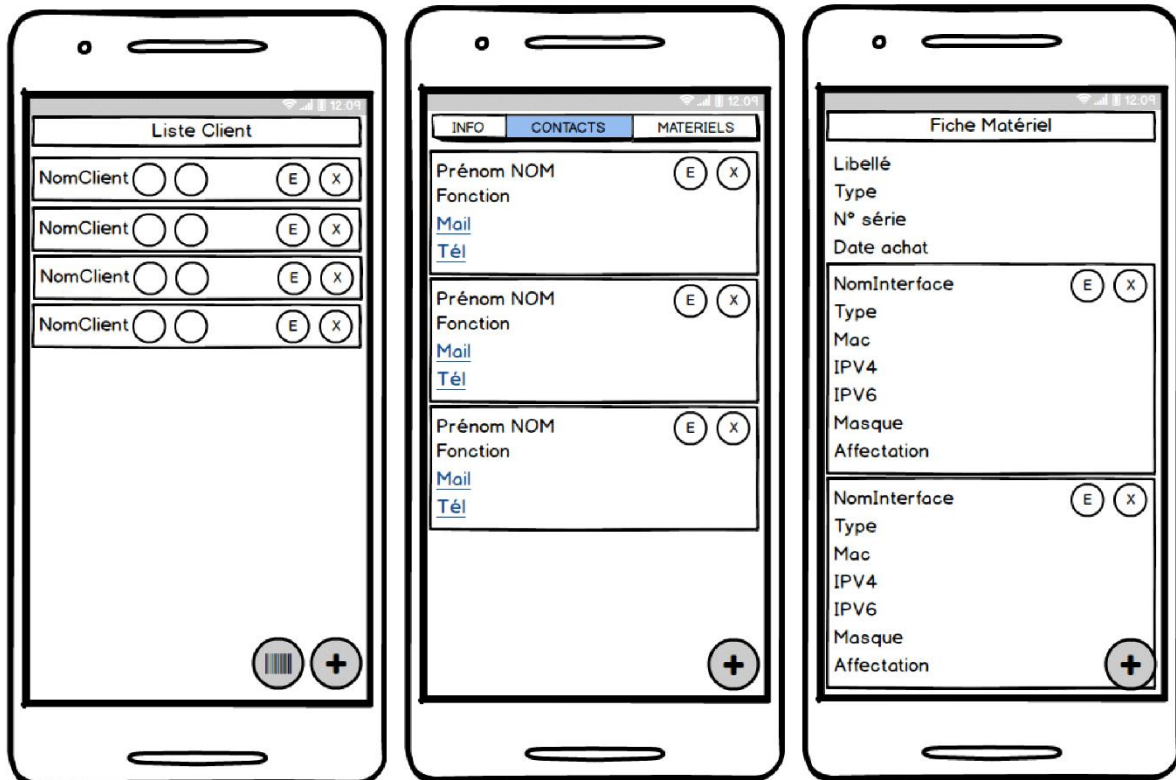 12:09
Liste Client
NomClient E X
NomClient E X
NomClient E X
NomClient E X
12:09
INFO CONTACTS MATERIELS
Prénom NOM E X
Fonction
Mail
Tél
Prénom NOM E X
Fonction
Mail
Tél
Prénom NOM E X
Fonction
Mail
Tél
+
12:09
Fiche Matériel
Libellé
Type
N° série
Date achat
NomInterface E X
Type
Mac
IPV4
IPV6
Masque
Affectation
NomInterface E X
Type
Mac
IPV4
IPV6
Masque
Affectation